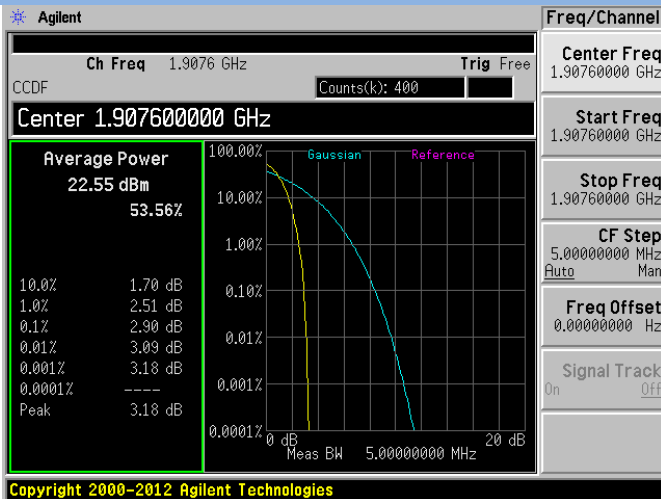 Agilent
Freq/Channel
Ch Freq 1.9076 GHz Trig Free
CCDF Counts(k): 400
Center 1.907600000 GHz
Average Power
22.55 dBm
53.56%
10.0% 1.70 dB
1.0% 2.51 dB
0.1% 2.90 dB
0.01% 3.09 dB
0.001% 3.18 dB
0.0001% ----
Peak 3.18 dB
Gaussian Reference
100.00%
10.00%
1.00%
0.10%
0.01%
0.001%
0.0001%
0 dB 20 dB
Meas BW 5.00000000 MHz
Center Freq
1.90760000 GHz
Start Freq
1.90760000 GHz
Stop Freq
1.90760000 GHz
CF Step
5.00000000 MHz
Auto Man
Freq Offset
0.00000000 Hz
Signal Track
On Off
Copyright 2000-2012 Agilent Technologies